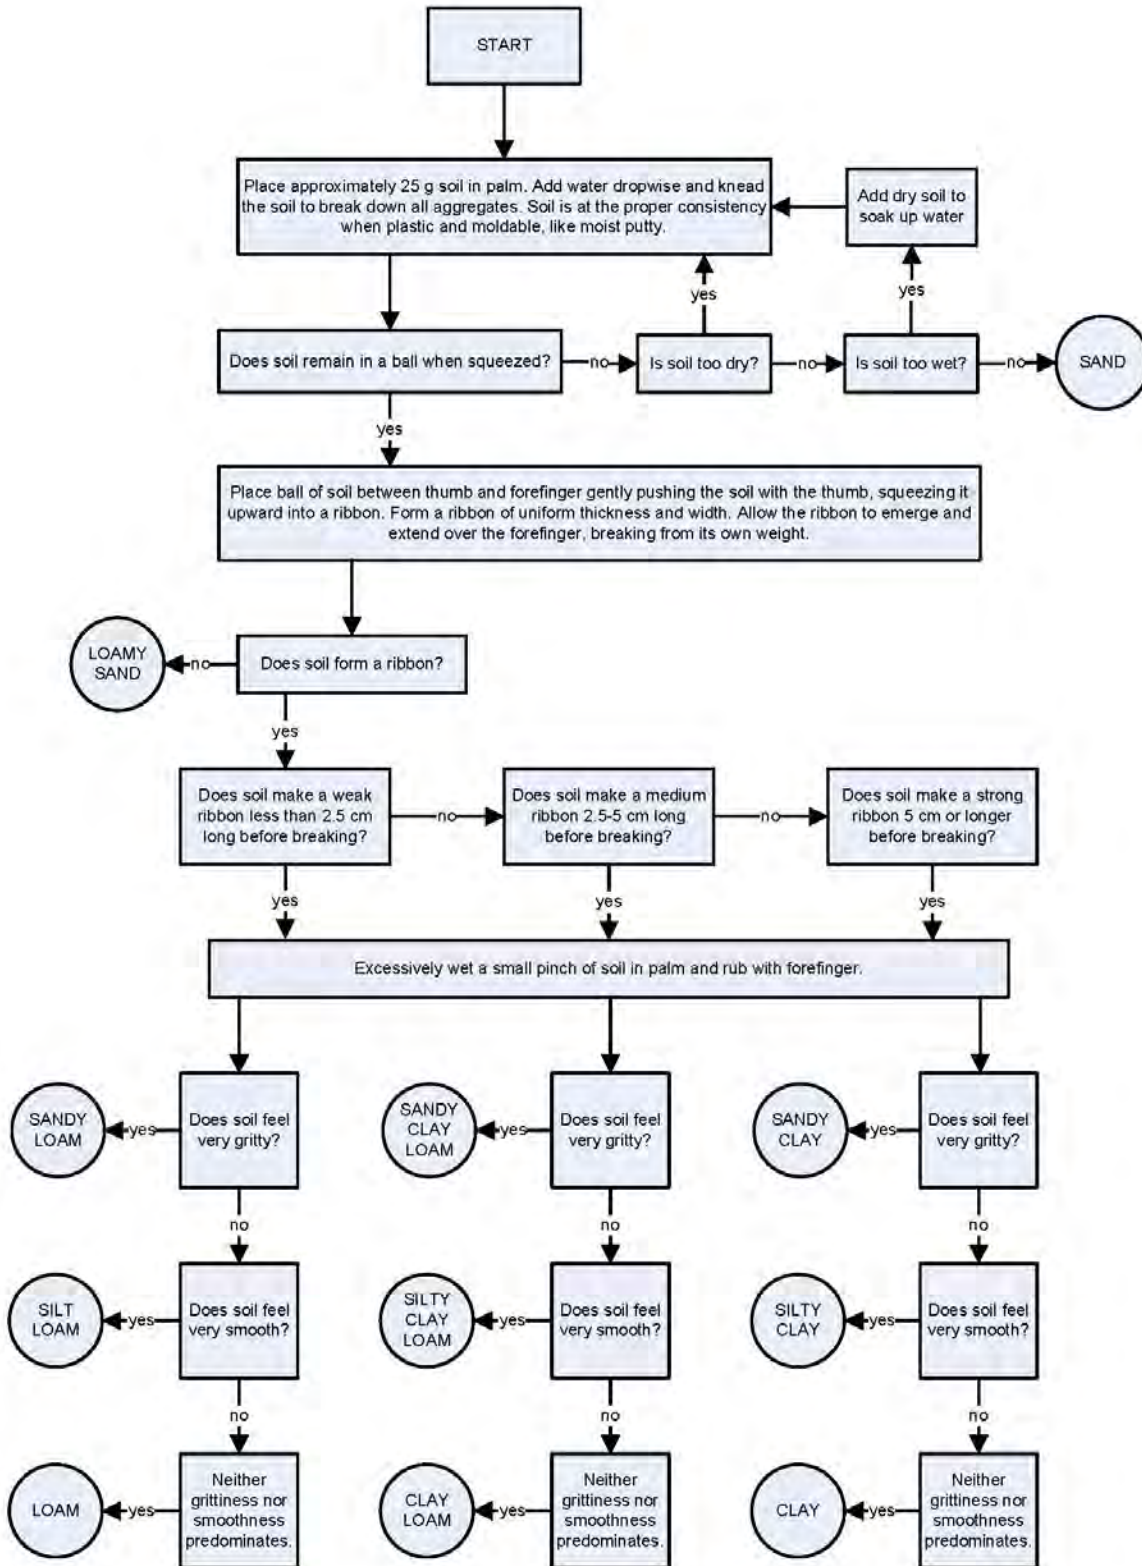 START
Place approximately 25 g soil in palm. Add water dropwise and knead
the soil to break down all aggregates. Soil is at the proper consistency
when plastic and moldable, like moist putty.
Add dry soil to
soak up water
yes
yes
Does soil remain in a ball when squeezed?
no
Is soil too dry?
no
Is soil too wet?
no
SAND
yes
Place ball of soil between thumb and forefinger gently pushing the soil with the thumb, squeezing it
upward into a ribbon. Form a ribbon of uniform thickness and width. Allow the ribbon to emerge and
extend over the forefinger, breaking from its own weight.
LOAMY
SAND
no
Does soil form a ribbon?
yes
Does soil make a weak
ribbon less than 2.5 cm
long before breaking?
no
Does soil make a medium
ribbon 2.5-5 cm long
before breaking?
no
Does soil make a strong
ribbon 5 cm or longer
before breaking?
yes
yes
yes
Excessively wet a small pinch of soil in palm and rub with forefinger.
SANDY
LOAM
yes
Does soil feel
very gritty?
SANDY
CLAY
LOAM
yes
Does soil feel
very gritty?
SANDY
CLAY
yes
Does soil feel
very gritty?
no
no
no
SILT
LOAM
yes
Does soil feel
very smooth?
SILTY
CLAY
LOAM
yes
Does soil feel
very smooth?
SILTY
CLAY
yes
Does soil feel
very smooth?
no
no
no
LOAM
yes
Neither
grittiness nor
smoothness
predominates.
CLAY
LOAM
yes
Neither
grittiness nor
smoothness
predominates.
CLAY
yes
Neither
grittiness nor
smoothness
predominates.